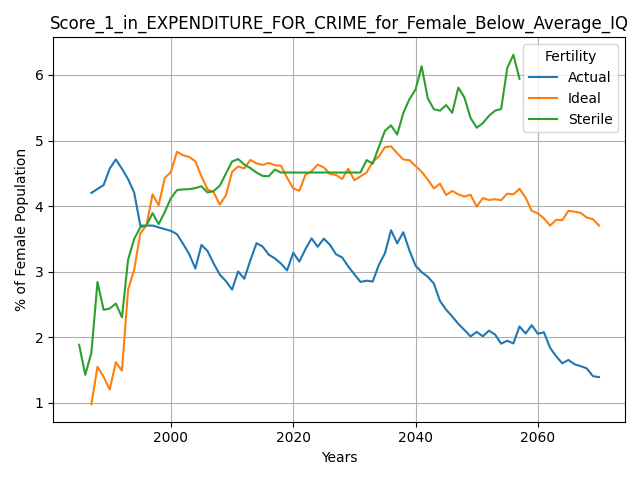 Score_1_in_EXPENDITURE_FOR_CRIME_for_Female_Below_Average_IQ
Fertility
Actual
Ideal
Sterile
% of Female Population
6
5
4
3
2
1
2000 2020 2040 2060
Years